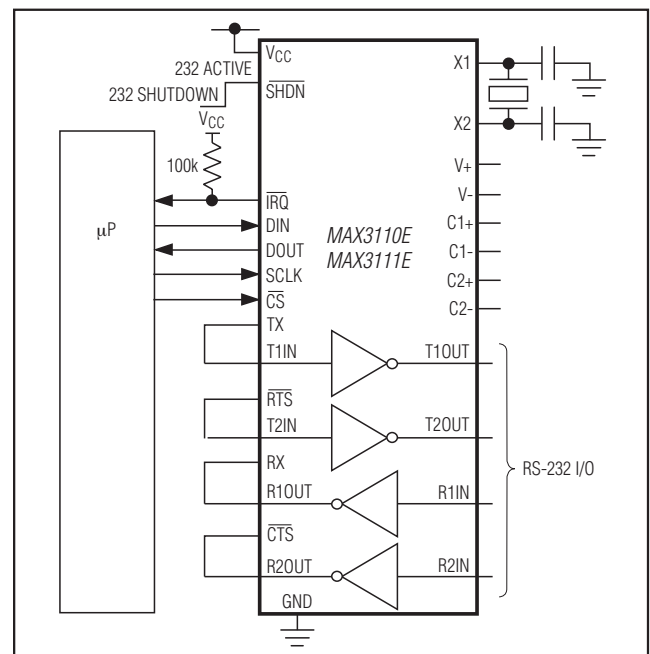 VCC
232 ACTIVE
232 SHUTDOWN
SHDN
VCC
100k
µP
IRQ
DIN
DOUT
SCLK
CS
TX
T1IN
RTS
T2IN
RX
R1OUT
CTS
R2OUT
GND
MAX3110E
MAX3111E
X1
X2
V+
V-
C1+
C1-
C2+
C2-
T1OUT
T2OUT
R1IN
R2IN
RS-232 I/O